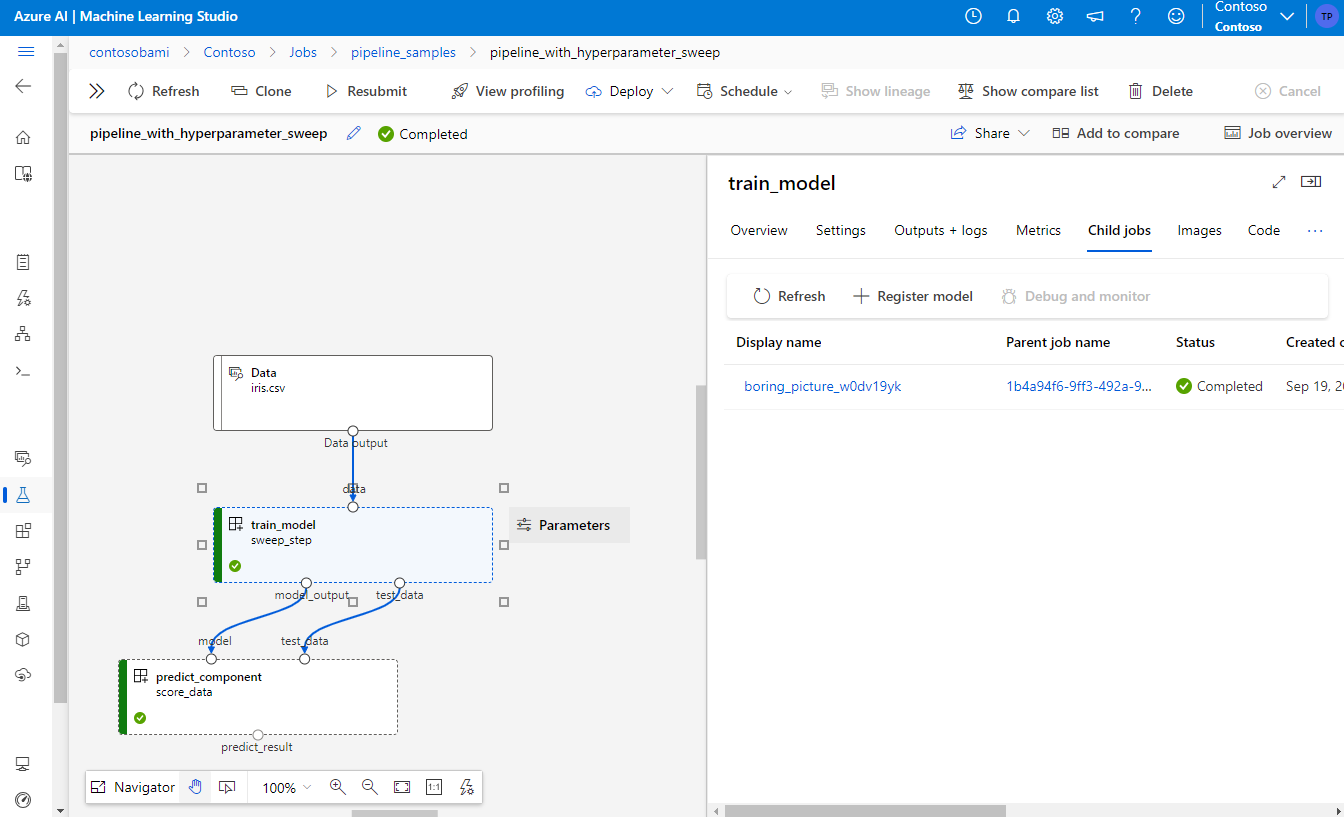 Azure AI | Machine Learning Studio
Contoso
Contoso
TP
contosobami > Contoso > Jobs > pipeline_samples > pipeline_with_hyperparameter_sweep
Refresh Clone Resubmit View profiling Deploy Schedule Show lineage Show compare list Delete Cancel
pipeline_with_hyperparameter_sweep Completed Share Add to compare Job overview
Data
iris.csv
Data output
data
train_model
sweep_step
Parameters
model_output test_data
model test_data
predict_component
score_data
predict_result
Navigator 100% 1:1
train_model
Overview Settings Outputs + logs Metrics Child jobs Images Code ...
Refresh Register model Debug and monitor
Display name Parent job name Status Created
boring_picture_w0dv19yk 1b4a94f6-9ff3-492a-9... Completed Sep 19,